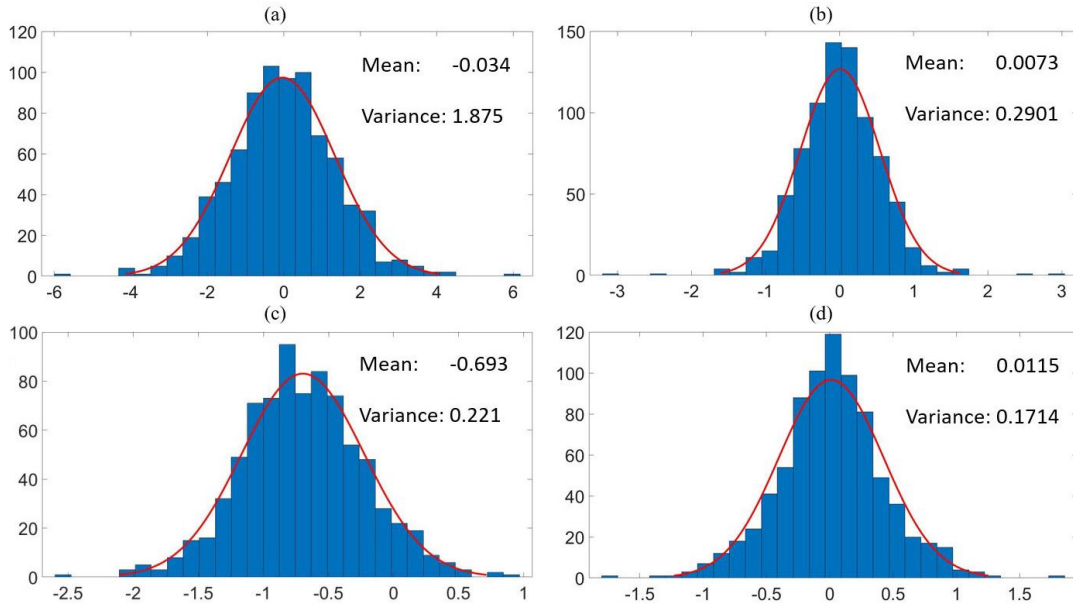 (a)
120
100
80
60
40
20
0
-6 -4 -2 0 2 4 6
Mean: -0.034
Variance: 1.875
(b)
150
100
50
0
-3 -2 -1 0 1 2 3
Mean: 0.0073
Variance: 0.2901
(c)
100
80
60
40
20
0
-2.5 -2 -1.5 -1 -0.5 0 0.5 1
Mean: -0.693
Variance: 0.221
(d)
120
100
80
60
40
20
0
-1.5 -1 -0.5 0 0.5 1 1.5
Mean: 0.0115
Variance: 0.1714